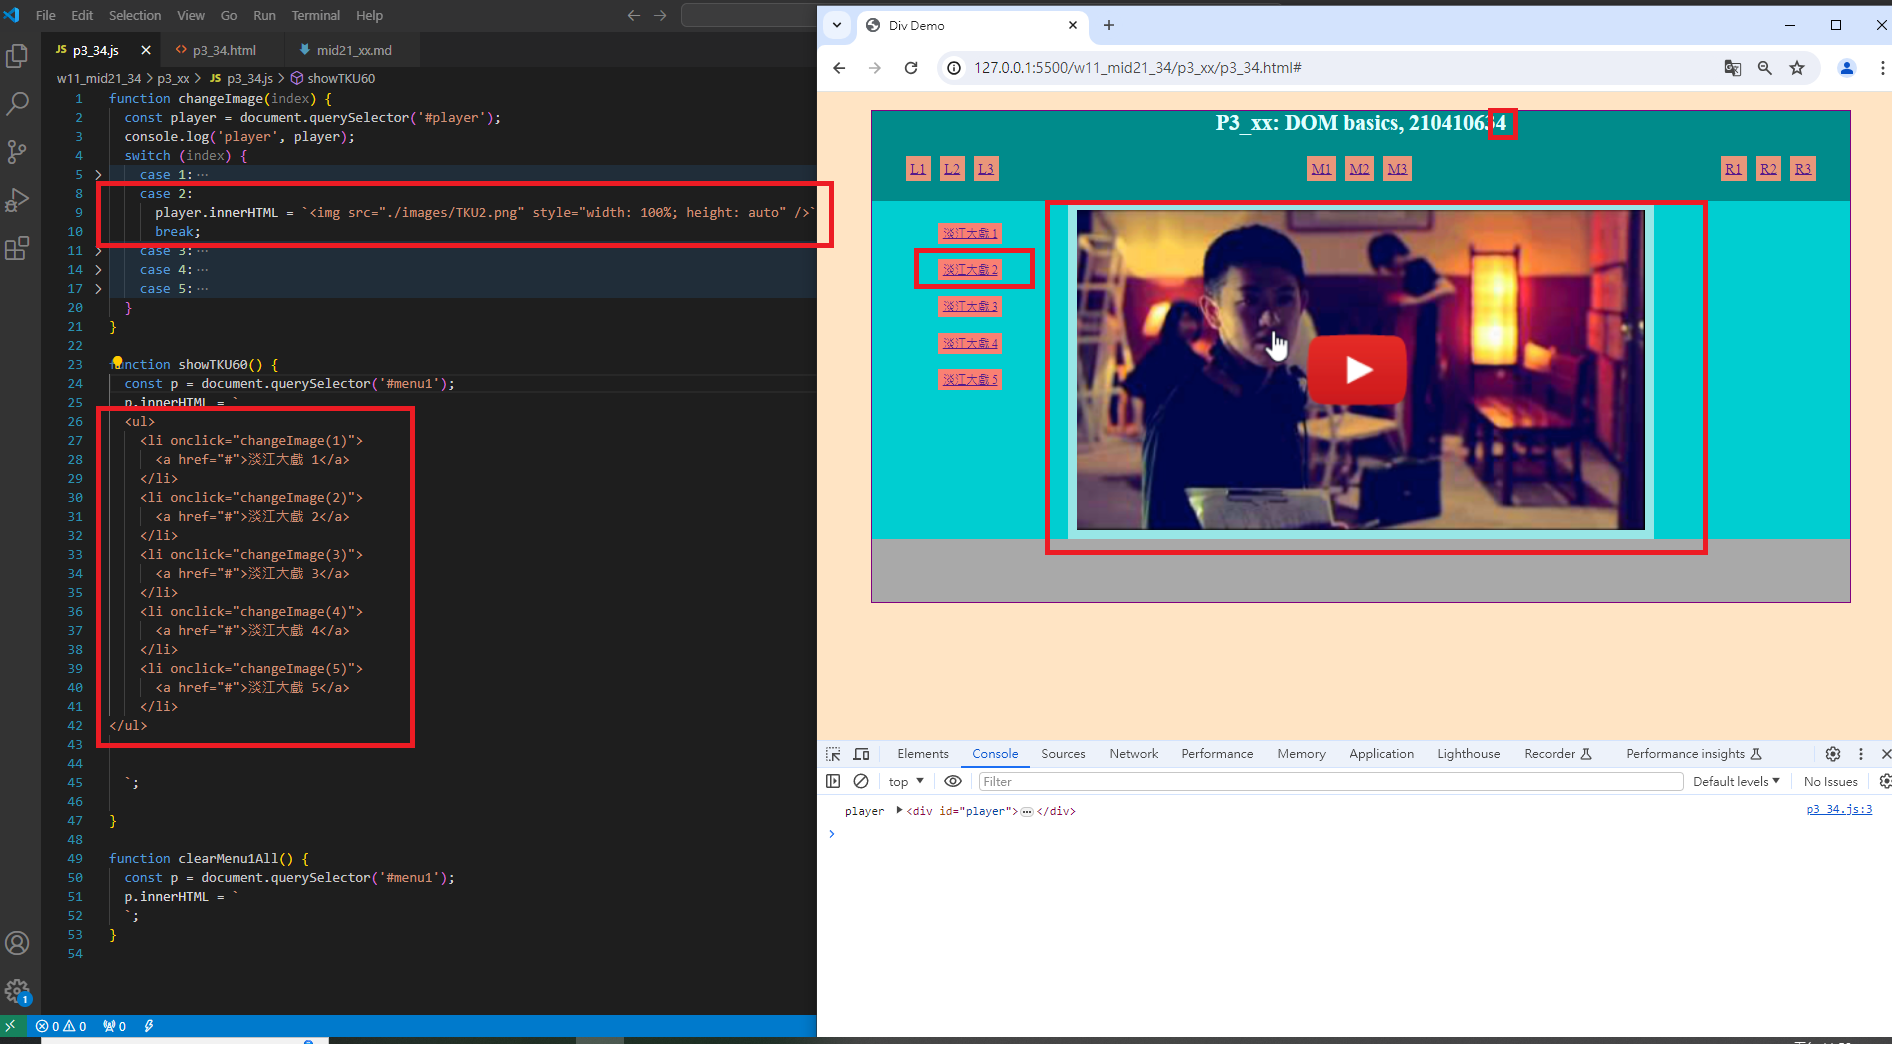 File Edit Selection View Go Run Terminal Help
JS p3_34.js
<> p3_34.html
mid21_xx.md
w11_mid21_34 > p3_xx > JS p3_34.js > showTKU60
1 function changeImage(index) {
2 const player = document.querySelector('#player');
3 console.log('player', player);
4 switch (index) {
5 case 1: ···
8 case 2:
9 player.innerHTML = `<img src="./images/TKU2.png" style="width: 100%; height: auto" />`
10 break;
11 case 3: ···
14 case 4: ···
17 case 5: ···
20 }
21 }
22
23 function showTKU60() {
24 const p = document.querySelector('#menu1');
25 p.innerHTML = `
26 <ul>
27 <li onclick="changeImage(1)">
28 <a href="#">淡江大戲 1</a>
29 </li>
30 <li onclick="changeImage(2)">
31 <a href="#">淡江大戲 2</a>
32 </li>
33 <li onclick="changeImage(3)">
34 <a href="#">淡江大戲 3</a>
35 </li>
36 <li onclick="changeImage(4)">
37 <a href="#">淡江大戲 4</a>
38 </li>
39 <li onclick="changeImage(5)">
40 <a href="#">淡江大戲 5</a>
41 </li>
42 </ul>
43
44
45 `;
46
47 }
48
49 function clearMenu1All() {
50 const p = document.querySelector('#menu1');
51 p.innerHTML = `
52 `;
53 }
54
1
0 0 0
Div Demo
127.0.0.1:5500/w11_mid21_34/p3_xx/p3_34.html#
P3_xx: DOM basics, 210410634
L1 L2 L3 M1 M2 M3 R1 R2 R3
淡江大戲 1
淡江大戲 2
淡江大戲 3
淡江大戲 4
淡江大戲 5
Elements Console Sources Network Performance Memory Application Lighthouse Recorder Performance insights
top Filter Default levels No Issues
player <div id="player">···</div> p3_34.js:3